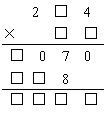 2 □ 4
× □ □
□ 0 7 0
□ □ 8
□ □ □ □